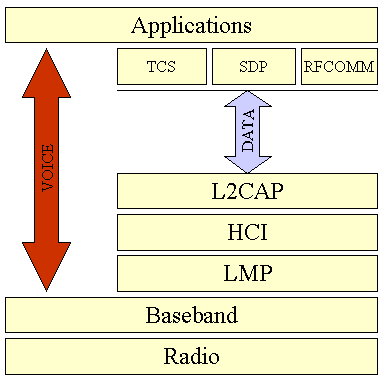 Applications
TCS SDP RFCOMM
VOICE
DATA
L2CAP
HCI
LMP
Baseband
Radio